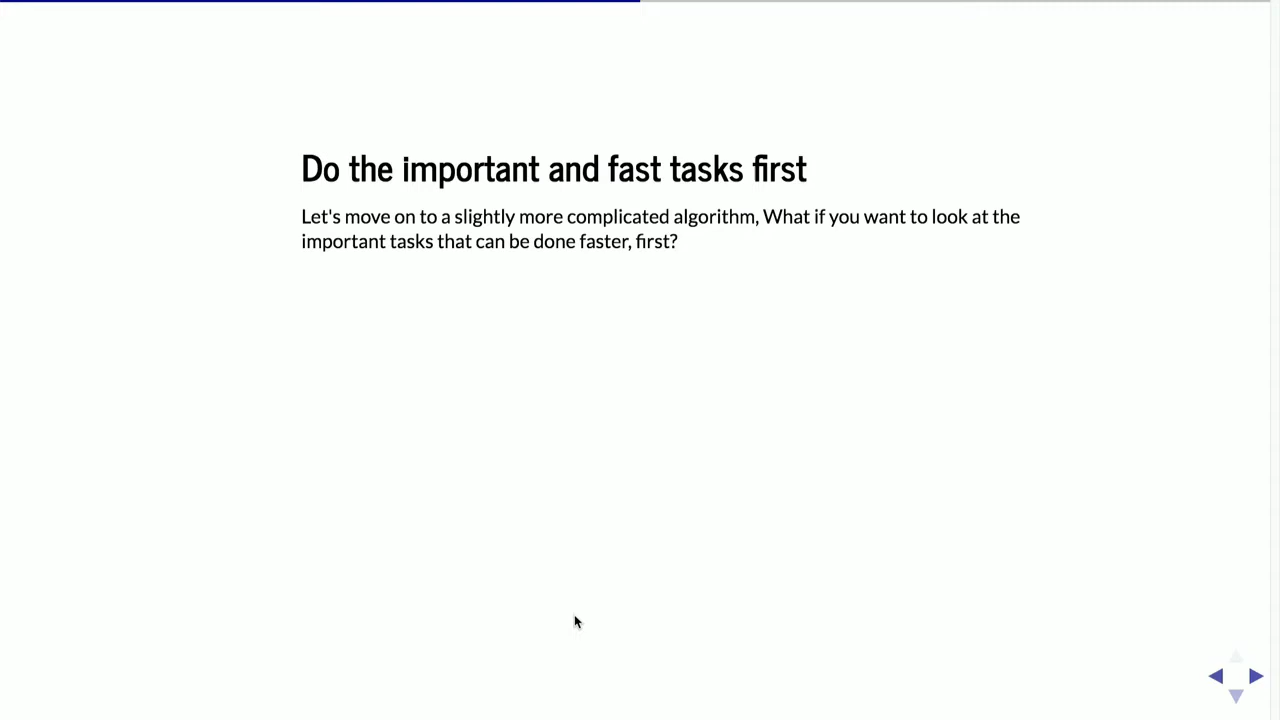 Do the important and fast tasks first
Let's move on to a slightly more complicated algorithm, What if you want to look at the
important tasks that can be done faster, first?